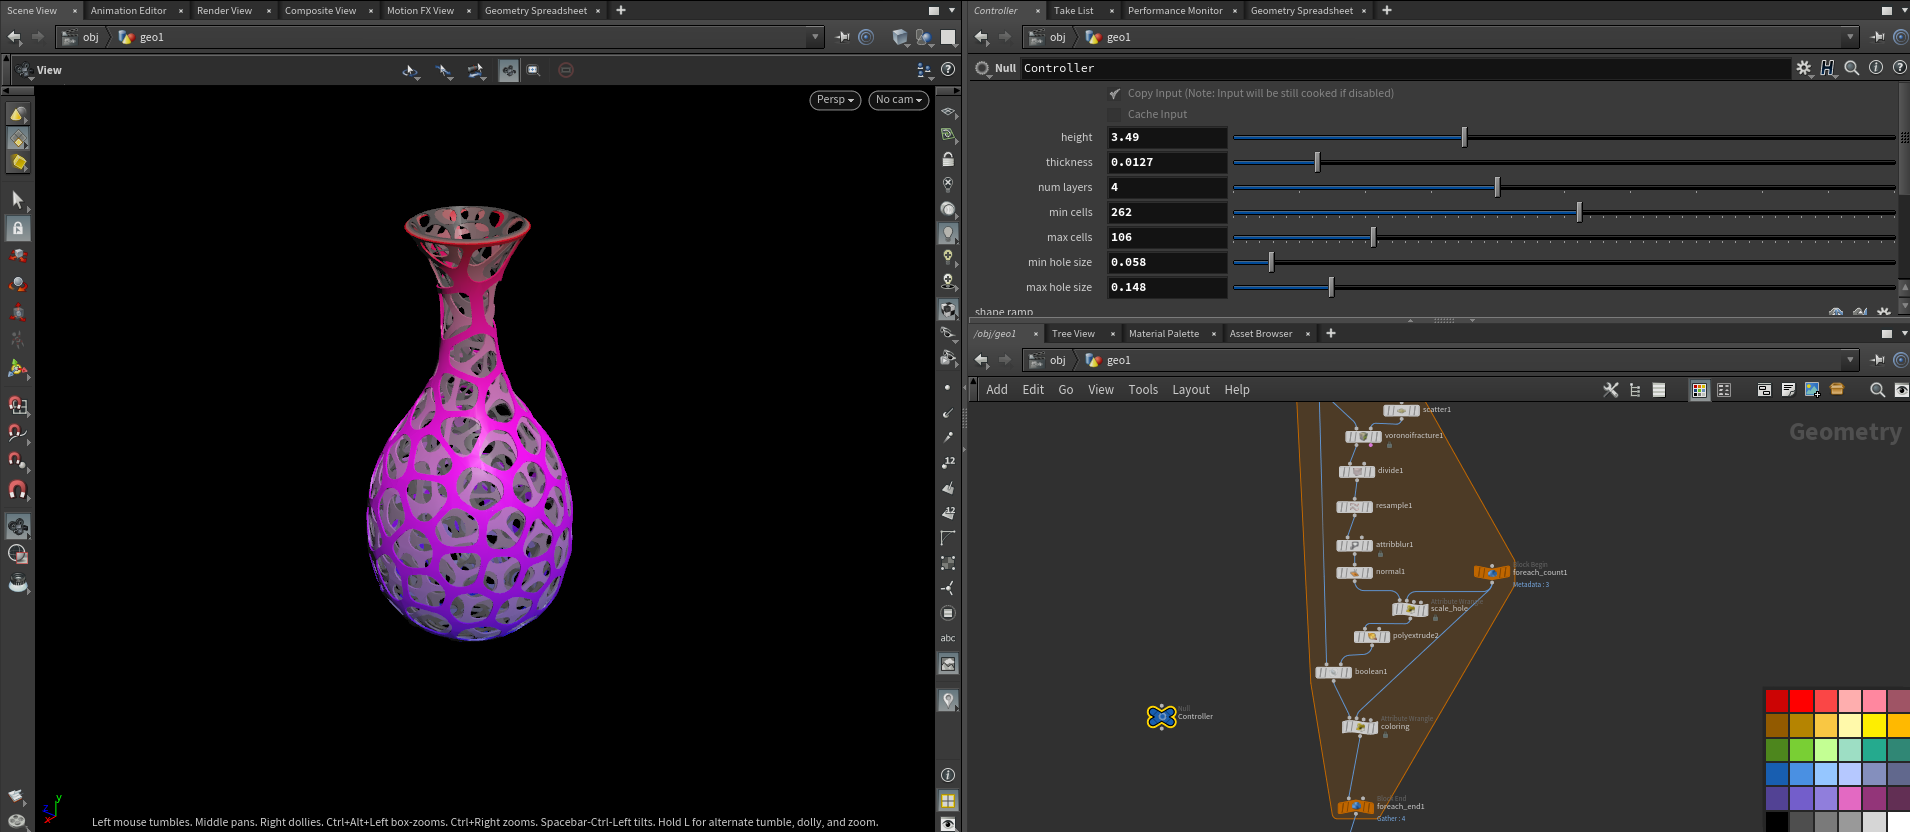 Scene View
Animation Editor
Render View
Composite View
Motion FX View
Geometry Spreadsheet
obj
geo1
View
Persp
No cam
12
12
abc
Left mouse tumbles. Middle pans. Right dollies. Ctrl+Alt+Left box-zooms. Ctrl+Right zooms. Spacebar-Ctrl-Left tilts. Hold L for alternate tumble, dolly, and zoom.
y
Controller
Take List
Performance Monitor
Geometry Spreadsheet
obj
geo1
Null Controller
Copy Input (Note: Input will be still cooked if disabled)
Cache Input
height 3.49
thickness 0.0127
num layers 4
min cells 262
max cells 106
min hole size 0.058
max hole size 0.148
shape ramp
/obj/geo1
Tree View
Material Palette
Asset Browser
obj
geo1
Add Edit Go View Tools Layout Help
Geometry
scatter1
voronoifracture1
divide1
resample1
attribblur1
normal1
Block Begin
foreach_count1
Metadata : 3
Attribute Wrangle
scale_hole
polyextrude2
boolean1
Null
Controller
Attribute Wrangle
coloring
Block End
foreach_end1
Gather : 4